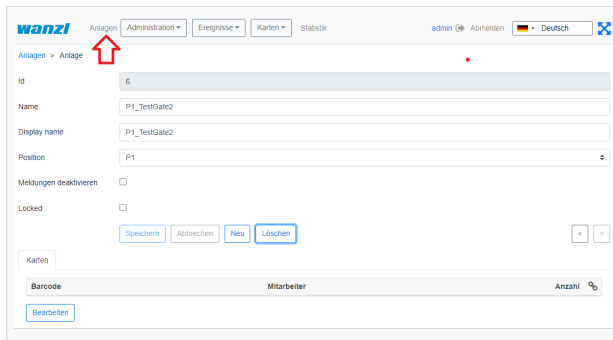 wanzl Anlagen Administration Ereignisse Karten Statistik admin Abmelden Deutsch
Anlagen > Anlage
Id 6
Name P1_TestGate2
Display name P1_TestGate2
Position P1
Meldungen deaktivieren
Locked
Speichern Abbrechen Neu Löschen < >
Karten
Barcode Mitarbeiter Anzahl
Bearbeiten